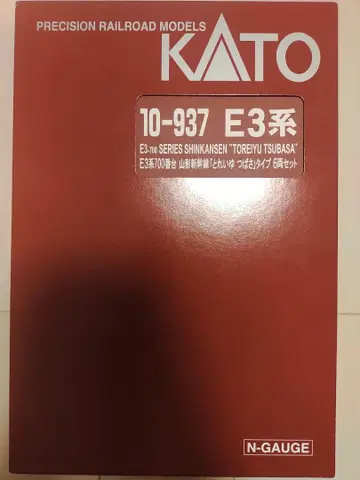 PRECISION RAILROAD MODELS
KATO
10-937 E3系
E3-700 SERIES SHINKANSEN "TOREIYU TSUBASA"
E3系700番台 山形新幹線「とれいゆ つばさ」タイプ 6両セット
N-GAUGE